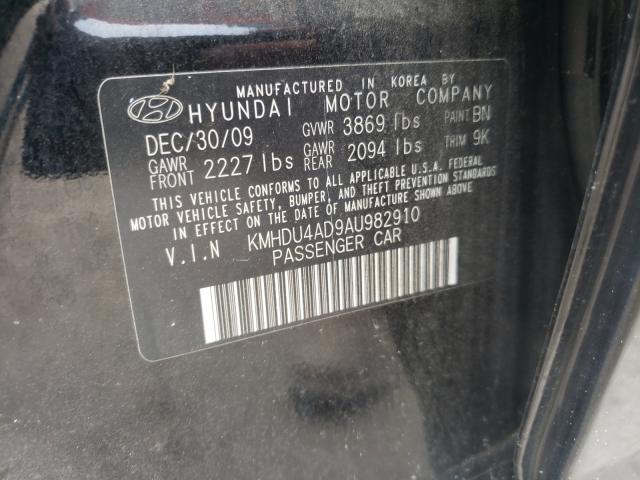 MANUFACTURED IN KOREA BY
HYUNDAI MOTOR COMPANY
DEC/30/09 GVWR 3869 lbs PAINT BN
GAWR FRONT 2227 lbs GAWR REAR 2094 lbs TRIM 9K
THIS VEHICLE CONFORMS TO ALL APPLICABLE U.S.A. FEDERAL
MOTOR VEHICLE SAFETY, BUMPER, AND THEFT PREVENTION STANDARDS
IN EFFECT ON THE DATE OF MANUFACTURE SHOWN ABOVE.
V.I.N KMHDU4AD9AU982910
PASSENGER CAR